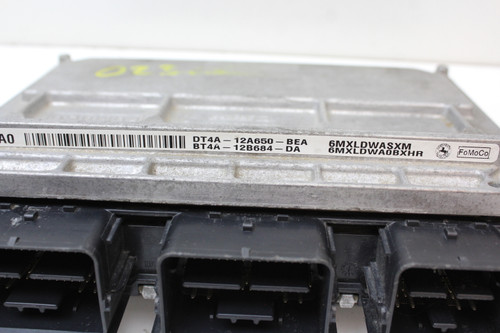 A0 DT4A-12A650-BEA 6MXLDWASXM
BT4A-12B684-DA 6MXLDWA0BXHR FoMoCo